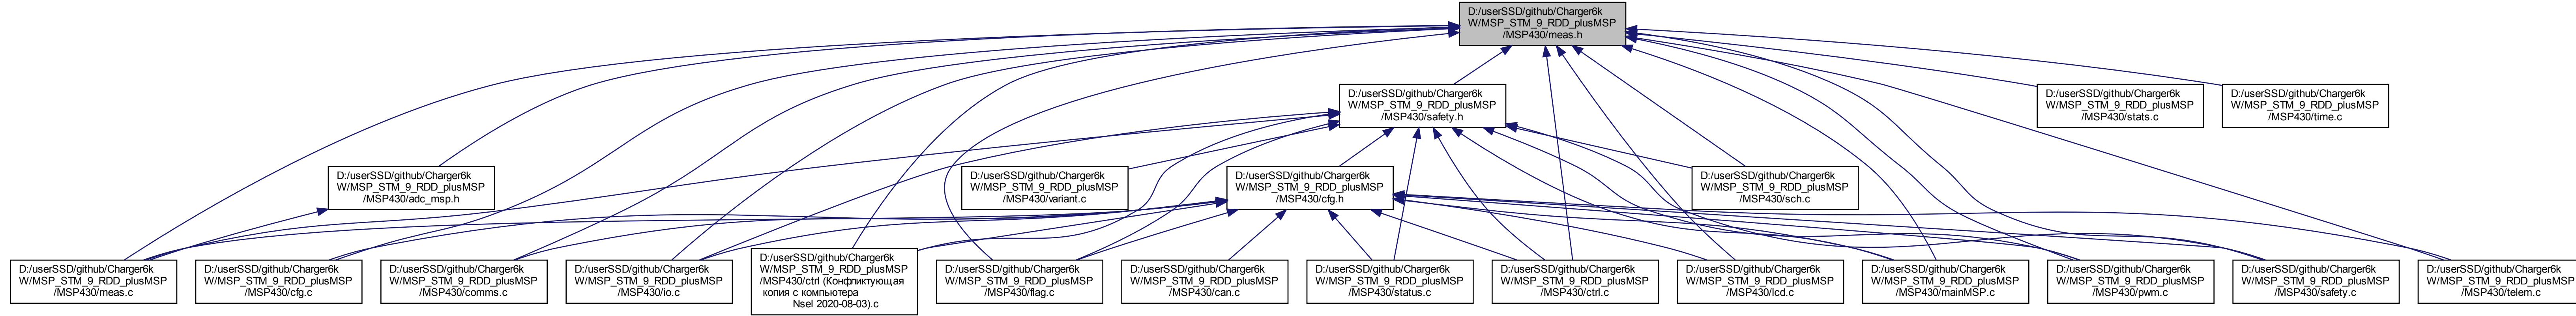 D:/userSSD/github/Charger6k
W/MSP_STM_9_RDD_plusMSP
/MSP430/meas.h
D:/userSSD/github/Charger6k
W/MSP_STM_9_RDD_plusMSP
/MSP430/safety.h
D:/userSSD/github/Charger6k
W/MSP_STM_9_RDD_plusMSP
/MSP430/stats.c
D:/userSSD/github/Charger6k
W/MSP_STM_9_RDD_plusMSP
/MSP430/time.c
D:/userSSD/github/Charger6k
W/MSP_STM_9_RDD_plusMSP
/MSP430/adc_msp.h
D:/userSSD/github/Charger6k
W/MSP_STM_9_RDD_plusMSP
/MSP430/variant.c
D:/userSSD/github/Charger6k
W/MSP_STM_9_RDD_plusMSP
/MSP430/cfg.h
D:/userSSD/github/Charger6k
W/MSP_STM_9_RDD_plusMSP
/MSP430/sch.c
D:/userSSD/github/Charger6k
W/MSP_STM_9_RDD_plusMSP
/MSP430/meas.c
D:/userSSD/github/Charger6k
W/MSP_STM_9_RDD_plusMSP
/MSP430/cfg.c
D:/userSSD/github/Charger6k
W/MSP_STM_9_RDD_plusMSP
/MSP430/comms.c
D:/userSSD/github/Charger6k
W/MSP_STM_9_RDD_plusMSP
/MSP430/io.c
D:/userSSD/github/Charger6k
W/MSP_STM_9_RDD_plusMSP
/MSP430/ctrl (Конфликтующая
копия с компьютера
Nsel 2020-08-03).c
D:/userSSD/github/Charger6k
W/MSP_STM_9_RDD_plusMSP
/MSP430/flag.c
D:/userSSD/github/Charger6k
W/MSP_STM_9_RDD_plusMSP
/MSP430/can.c
D:/userSSD/github/Charger6k
W/MSP_STM_9_RDD_plusMSP
/MSP430/status.c
D:/userSSD/github/Charger6k
W/MSP_STM_9_RDD_plusMSP
/MSP430/ctrl.c
D:/userSSD/github/Charger6k
W/MSP_STM_9_RDD_plusMSP
/MSP430/lcd.c
D:/userSSD/github/Charger6k
W/MSP_STM_9_RDD_plusMSP
/MSP430/mainMSP.c
D:/userSSD/github/Charger6k
W/MSP_STM_9_RDD_plusMSP
/MSP430/pwm.c
D:/userSSD/github/Charger6k
W/MSP_STM_9_RDD_plusMSP
/MSP430/safety.c
D:/userSSD/github/Charger6k
W/MSP_STM_9_RDD_plusMSP
/MSP430/telem.c